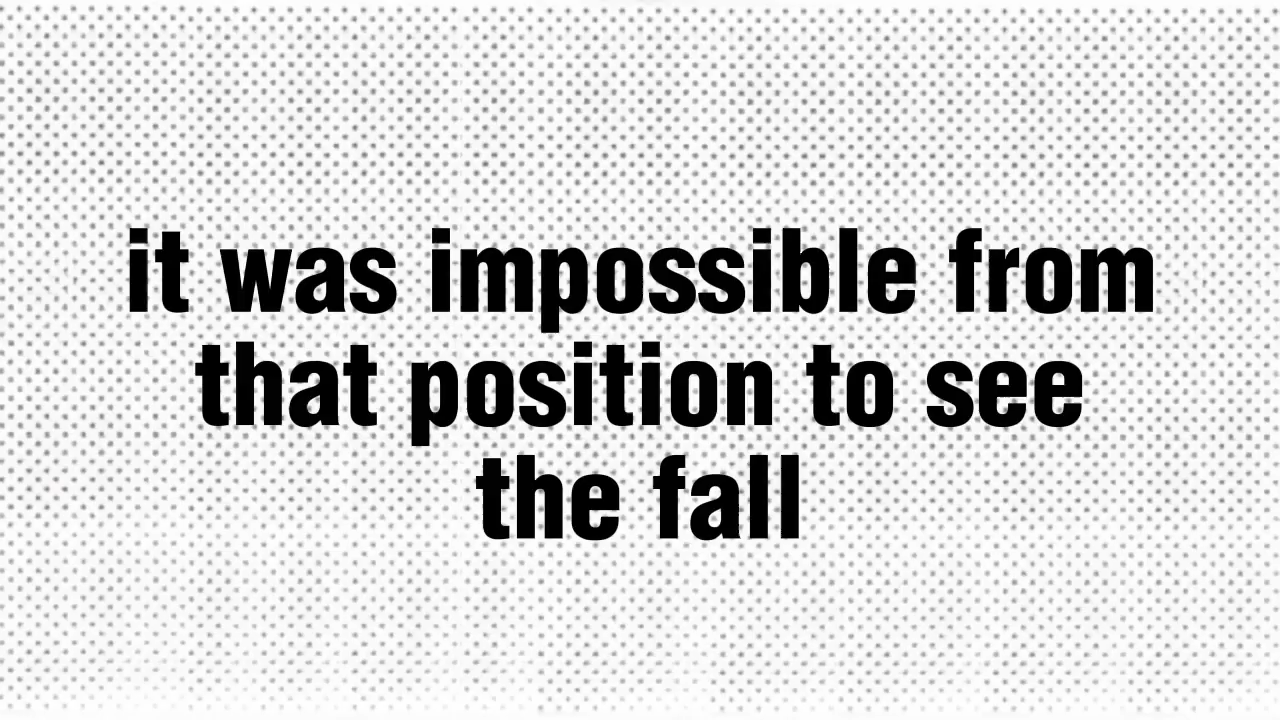 it was impossible from
that position to see
the fall